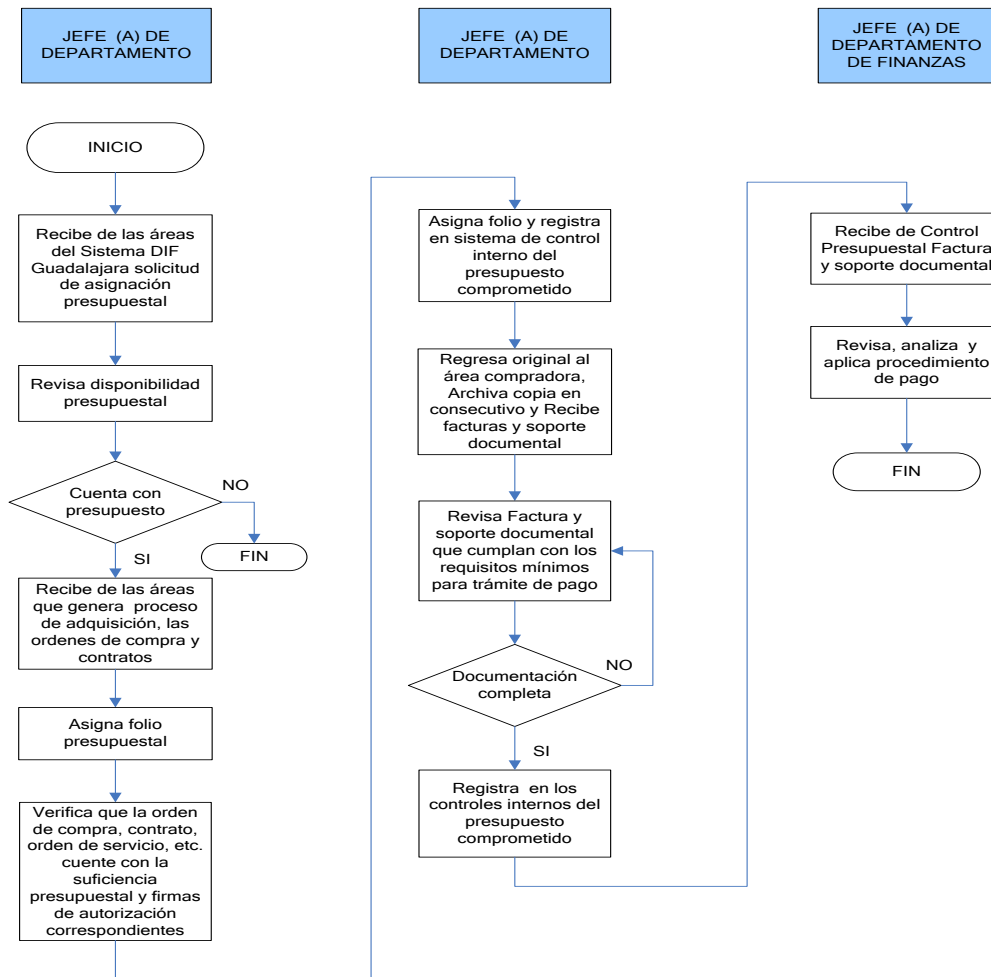 JEFE (A) DE
DEPARTAMENTO
INICIO
Recibe de las áreas
del Sistema DIF
Guadalajara solicitud
de asignación
presupuestal
Revisa disponibilidad
presupuestal
Cuenta con
presupuesto
NO
FIN
SI
Recibe de las áreas
que genera proceso
de adquisición, las
ordenes de compra y
contratos
Asigna folio
presupuestal
Verifica que la orden
de compra, contrato,
orden de servicio, etc.
cuente con la
suficiencia
presupuestal y firmas
de autorización
correspondientes
JEFE (A) DE
DEPARTAMENTO
Asigna folio y registra
en sistema de control
interno del
presupuesto
comprometido
Regresa original al
área compradora,
Archiva copia en
consecutivo y Recibe
facturas y soporte
documental
Revisa Factura y
soporte documental
que cumplan con los
requisitos mínimos
para trámite de pago
Documentación
completa
NO
SI
Registra en los
controles internos del
presupuesto
comprometido
JEFE (A) DE
DEPARTAMENTO
DE FINANZAS
Recibe de Control
Presupuestal Factura
y soporte documental
Revisa, analiza y
aplica procedimiento
de pago
FIN